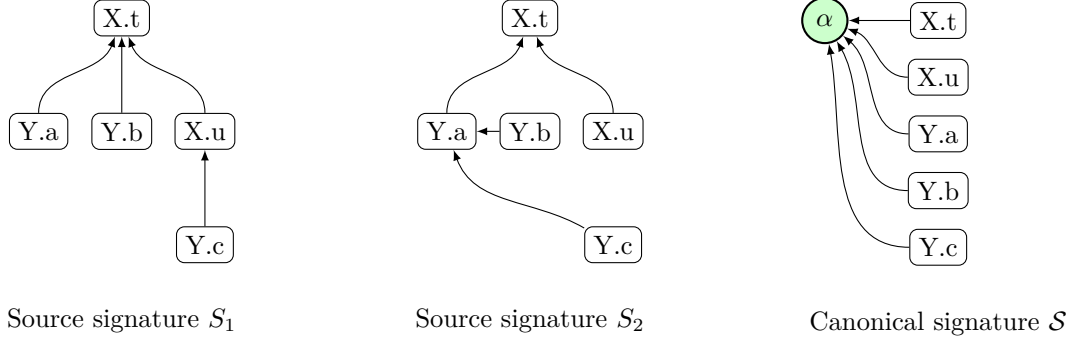 X.t
Y.a Y.b X.u
Y.c
Source signature S₁
X.t
Y.a Y.b X.u
Y.c
Source signature S₂
α X.t
X.u
Y.a
Y.b
Y.c
Canonical signature 𝒮